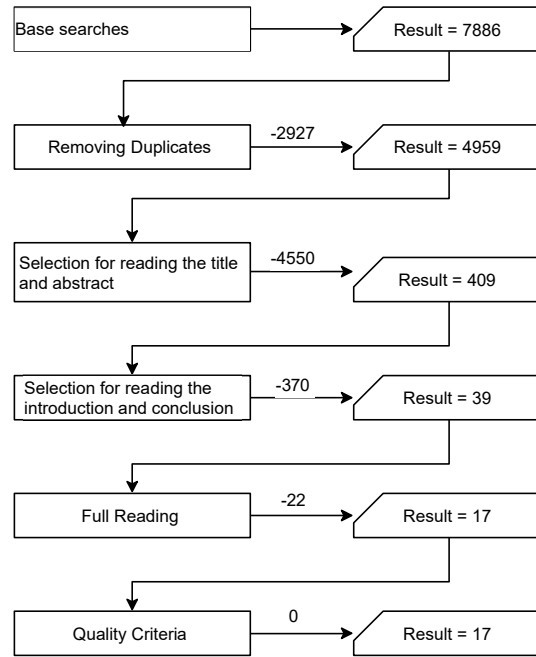 Base searches
Result = 7886
Removing Duplicates
-2927
Result = 4959
Selection for reading the title
and abstract
-4550
Result = 409
Selection for reading the
introduction and conclusion
-370
Result = 39
Full Reading
-22
Result = 17
Quality Criteria
0
Result = 17